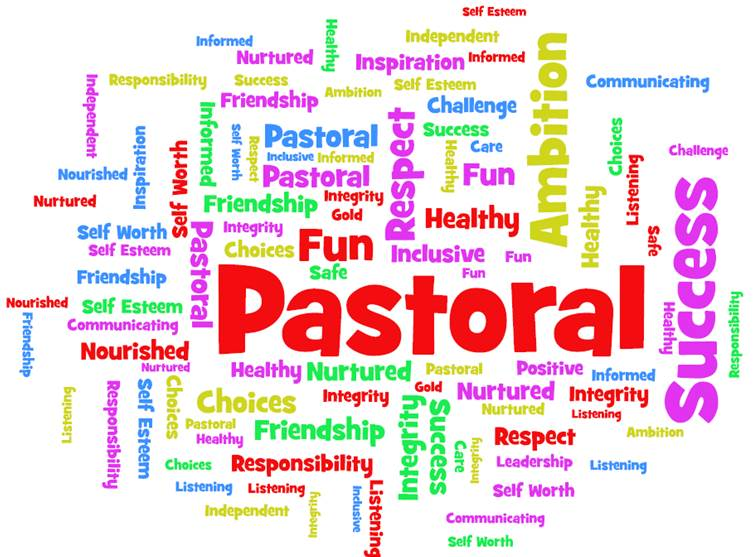 Self Esteem
Informed
Independent
Healthy
Nurtured
Inspiration
Informed
Ambition
Independent
Responsibility
Success
Self Esteem
Communicating
Friendship
Ambition
Challenge
Respect
Informed
Self Worth
Pastoral
Success
Choices
Inspiration
Respect
Care
Challenge
Self Worth
Inclusive
Informed
Healthy
Listening
Nourished
Pastoral
Fun
Success
Nurtured
Friendship
Integrity
Healthy
Gold
Healthy
Self Worth
Pastoral
Integrity
Fun
Safe
Self Esteem
Choices
Inclusive
Fun
Friendship
Safe
Pastoral
Fun
Nourished
Self Esteem
Responsibility
Friendship
Communicating
Healthy
Nourished
Nurtured
Healthy
Nurtured
Pastoral
Positive
Informed
Listening
Responsibility
Self Esteem
Choices
Choices
Integrity
Gold
Nurtured
Integrity
Integrity
Success
Nurtured
Listening
Pastoral
Friendship
Respect
Ambition
Healthy
Care
Integrity
Choices
Responsibility
Leadership
Listening
Listening
Listening
Inclusive
Listening
Self Worth
Independent
Integrity
Communicating
Self Worth